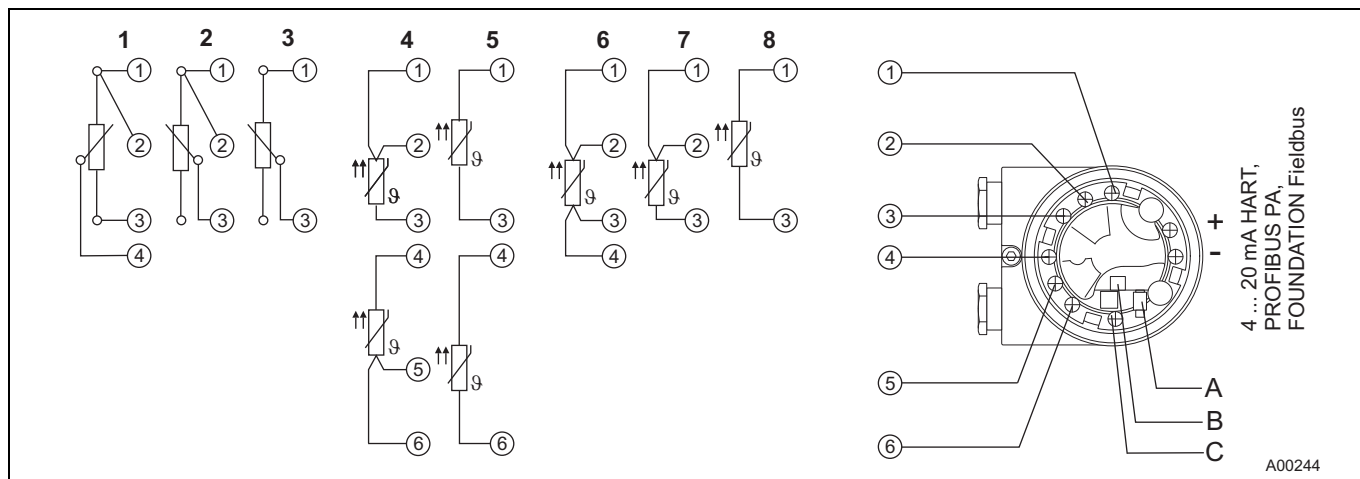 1 2 3 4 5 6 7 8
1 1 1 1 1 1 1 1
2 2 2 2 2
ϑ ϑ ϑ ϑ ϑ
3 3 3 3 3 3 3 3
4 4 4 4
ϑ ϑ
5
6 6
1
2
3
4
5
6
+
-
4 ... 20 mA HART,
PROFIBUS PA,
FOUNDATION Fieldbus
A
B
C
A00244